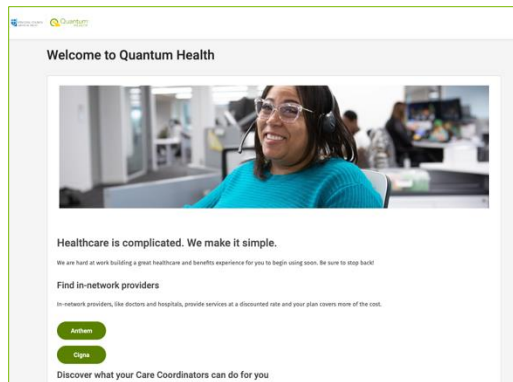 Quantum
HEALTH
Welcome to Quantum Health
Healthcare is complicated. We make it simple.
We are hard at work building a great healthcare and benefits experience for you to begin using soon. Be sure to stop back!
Find in-network providers
In-network providers, like doctors and hospitals, provide services at a discounted rate and your plan covers more of the cost.
Anthem
Cigna
Discover what your Care Coordinators can do for you